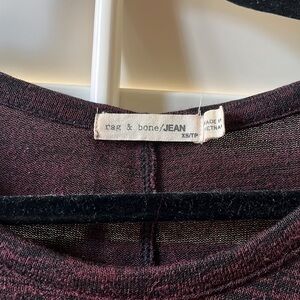 rag & bone/JEAN
XS/TP
MADE IN
VIETNAM